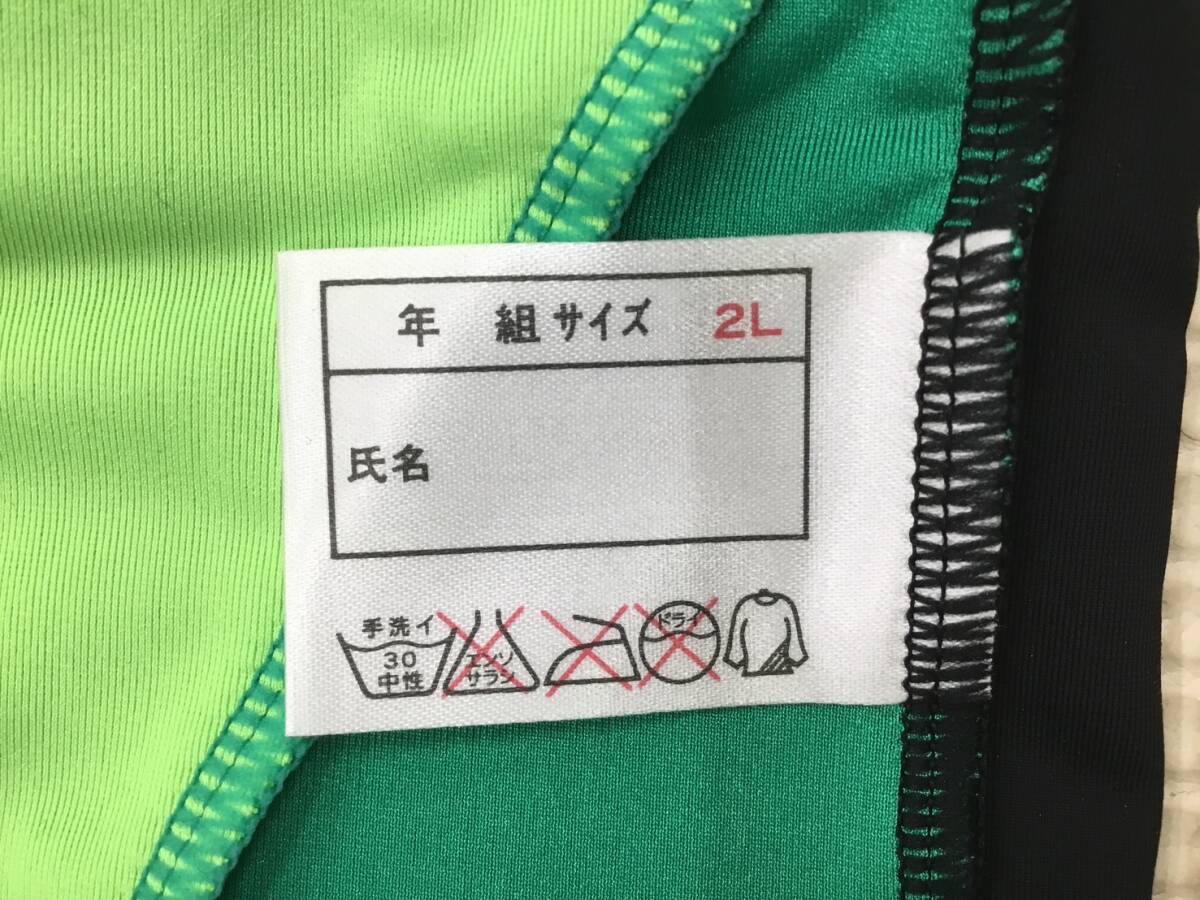 年 組 サイズ 2L
氏名
手洗イ
30
中性
エンソ
サラシ
ドライ